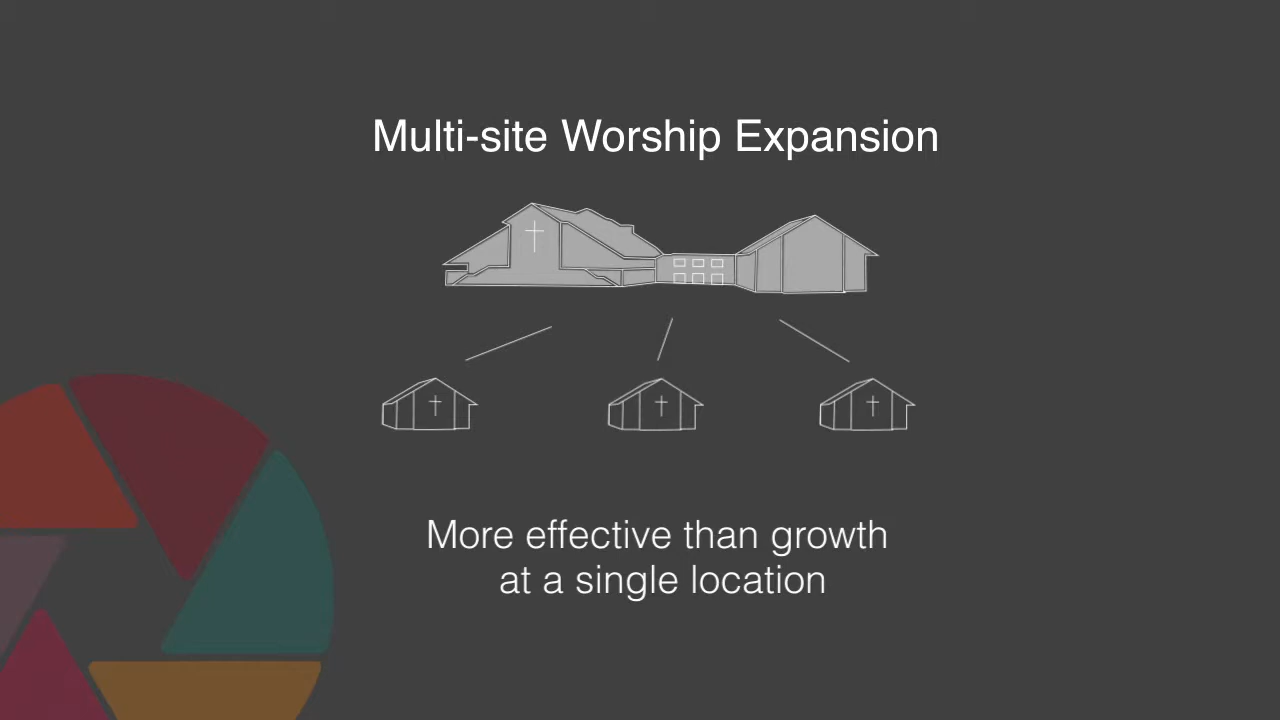 Multi-site Worship Expansion
More effective than growth
at a single location